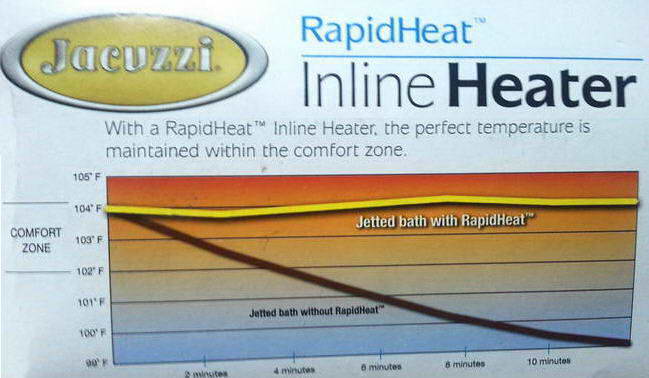 Jacuzzi.
RapidHeat™
Inline Heater
With a RapidHeat™ Inline Heater, the perfect temperature is
maintained within the comfort zone.
105° F
104° F
COMFORT
ZONE
103° F
102° F
101° F
100° F
99° F
Jetted bath with RapidHeat™
Jetted bath without RapidHeat™
2 minutes
4 minutes
6 minutes
8 minutes
10 minutes